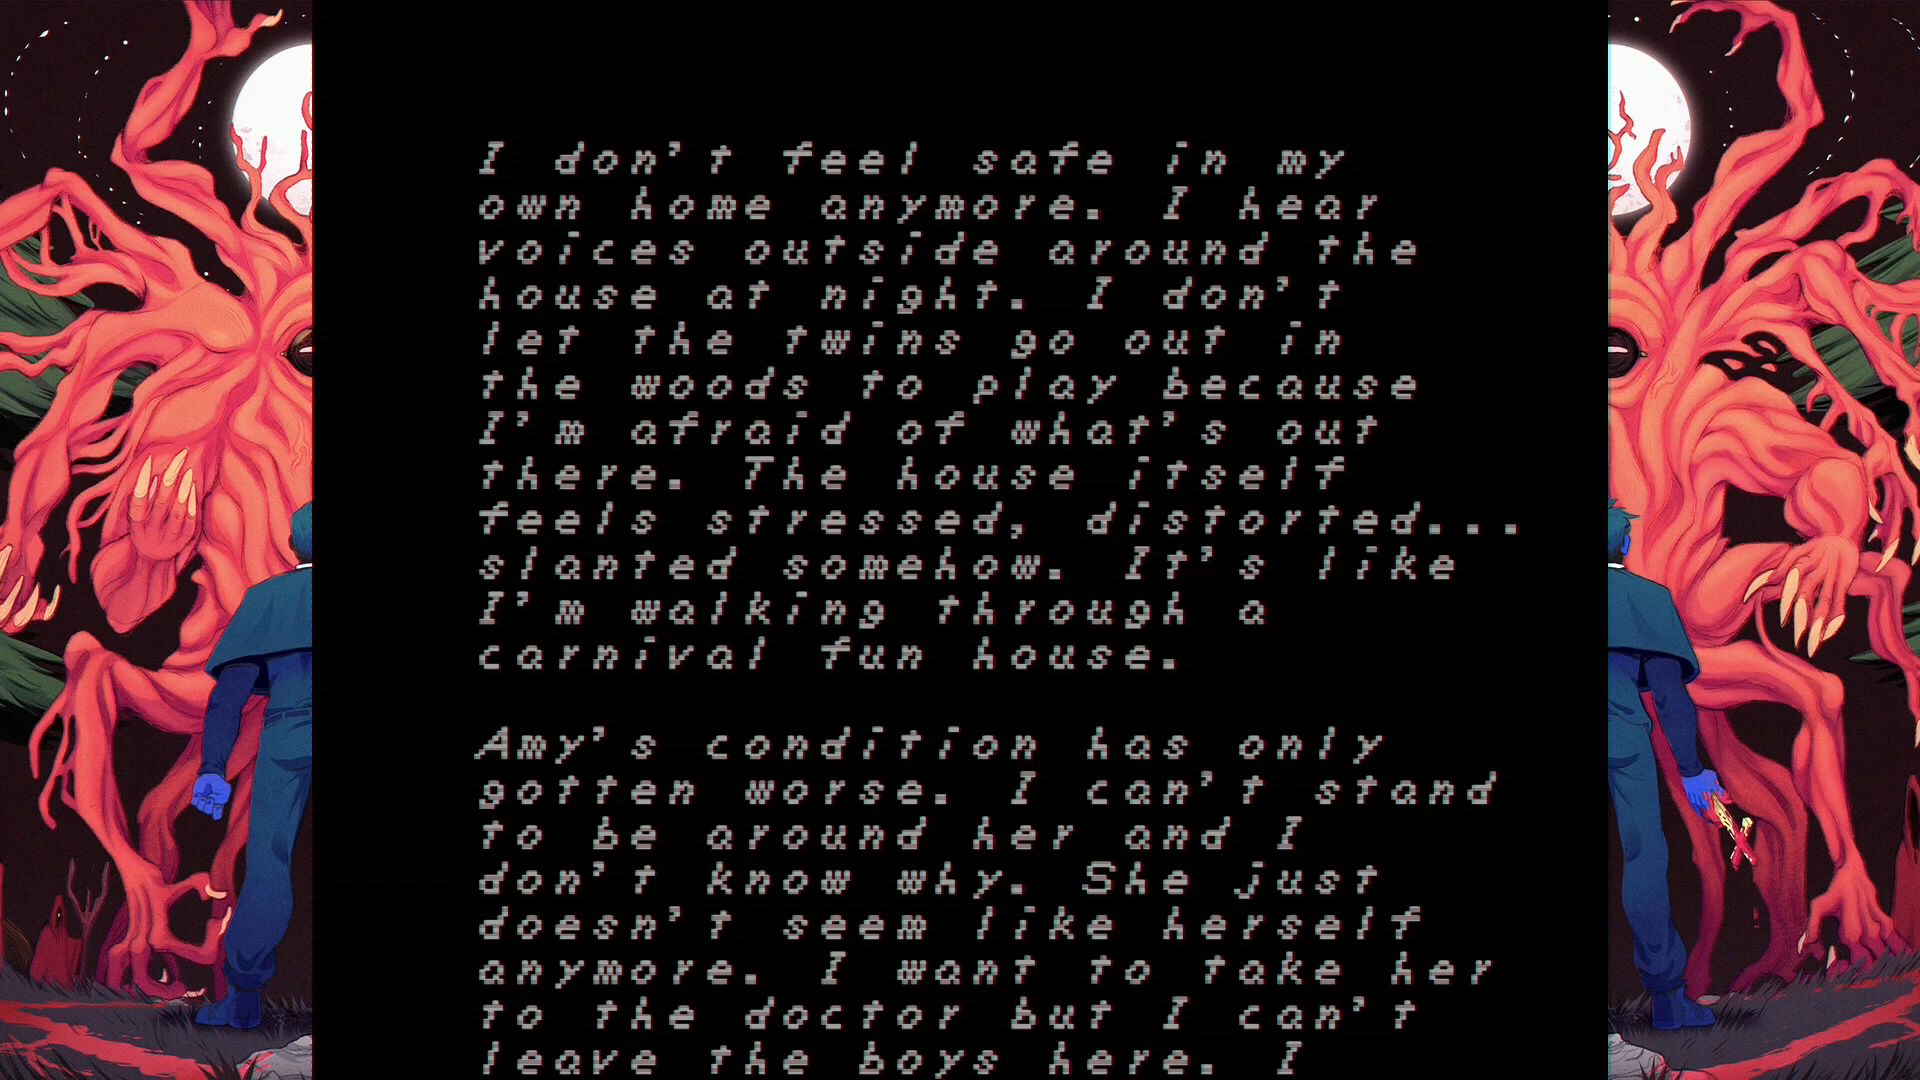 I don't feel safe in my
own home anymore. I hear
voices outside around the
house at night. I don't
let the twins go out in
the woods to play because
I'm afraid of what's out
there. The house itself
feels stressed, distorted...
slanted somehow. It's like
I'm walking through a
carnival fun house.
Amy's condition has only
gotten worse. I can't stand
to be around her and I
don't know why. She just
doesn't seem like herself
anymore. I want to take her
to the doctor but I can't
leave the boys here. I